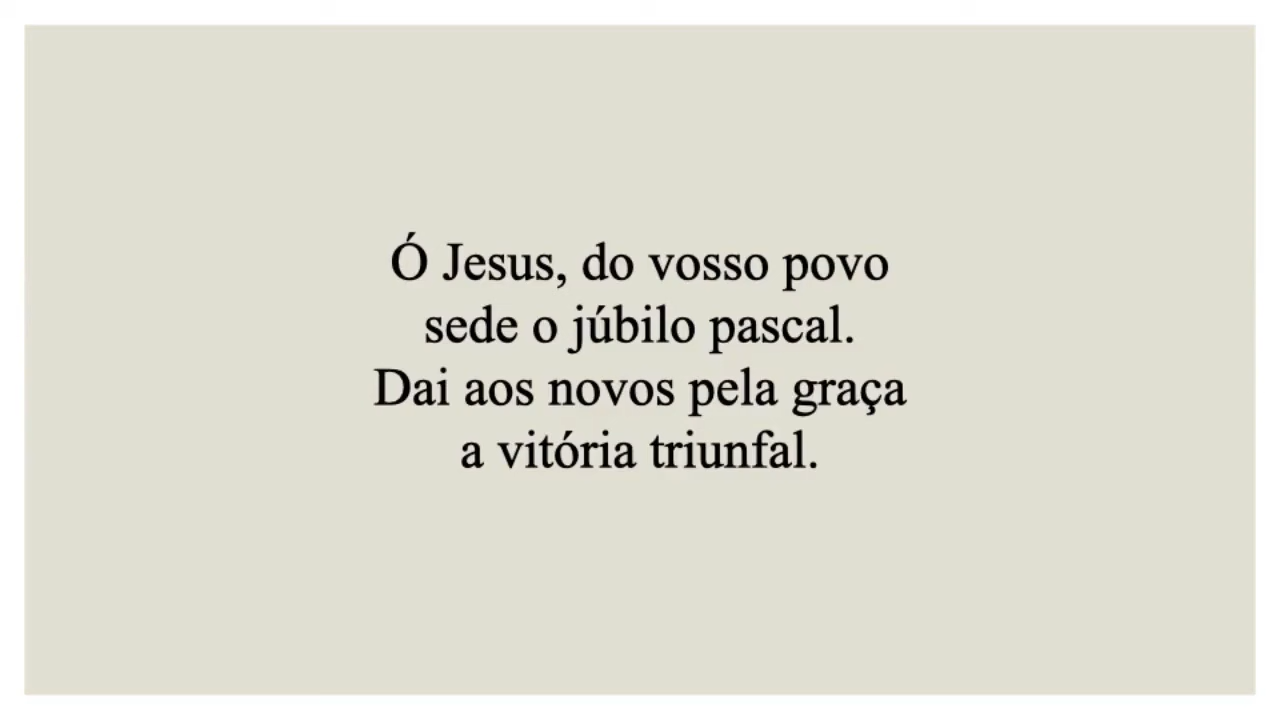 Ó Jesus, do vosso povo
sede o júbilo pascal.
Dai aos novos pela graça
a vitória triunfal.